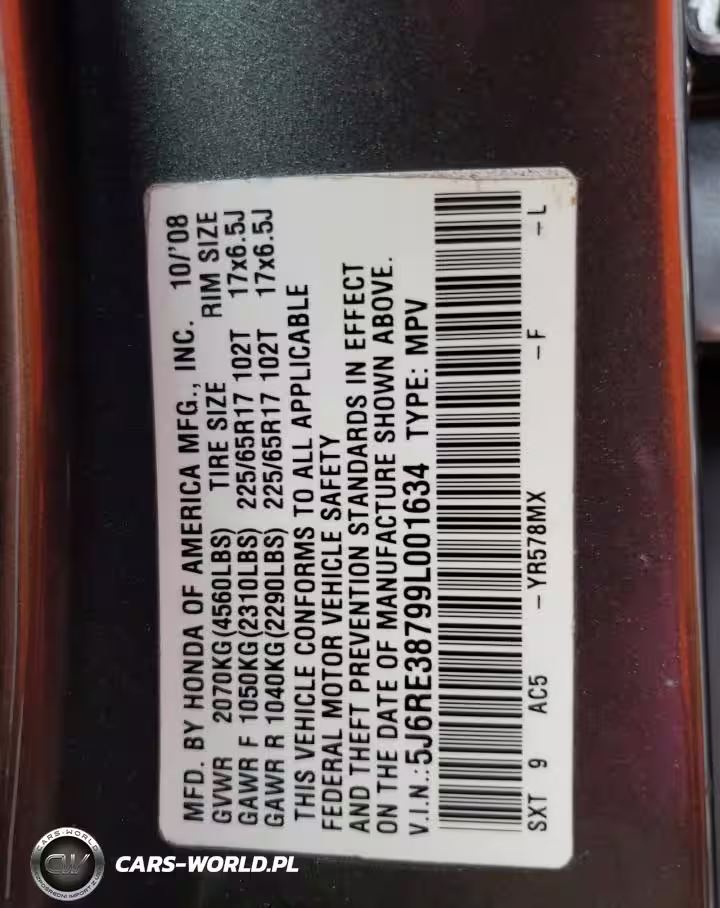 MFD. BY HONDA OF AMERICA MFG., INC. 10/'08
GVWR 2070KG(4560LBS) TIRE SIZE RIM SIZE
GAWR F 1050KG(2310LBS) 225/65R17 102T 17x6.5J
GAWR R 1040KG(2290LBS) 225/65R17 102T 17x6.5J
THIS VEHICLE CONFORMS TO ALL APPLICABLE
FEDERAL MOTOR VEHICLE SAFETY
AND THEFT PREVENTION STANDARDS IN EFFECT
ON THE DATE OF MANUFACTURE SHOWN ABOVE.
V.I.N.:5J6RE38799L001634 TYPE: MPV
SXT 9 AC5 -YR578MX -F -L
CARS-WORLD
CW
CARS-WORLD.PL